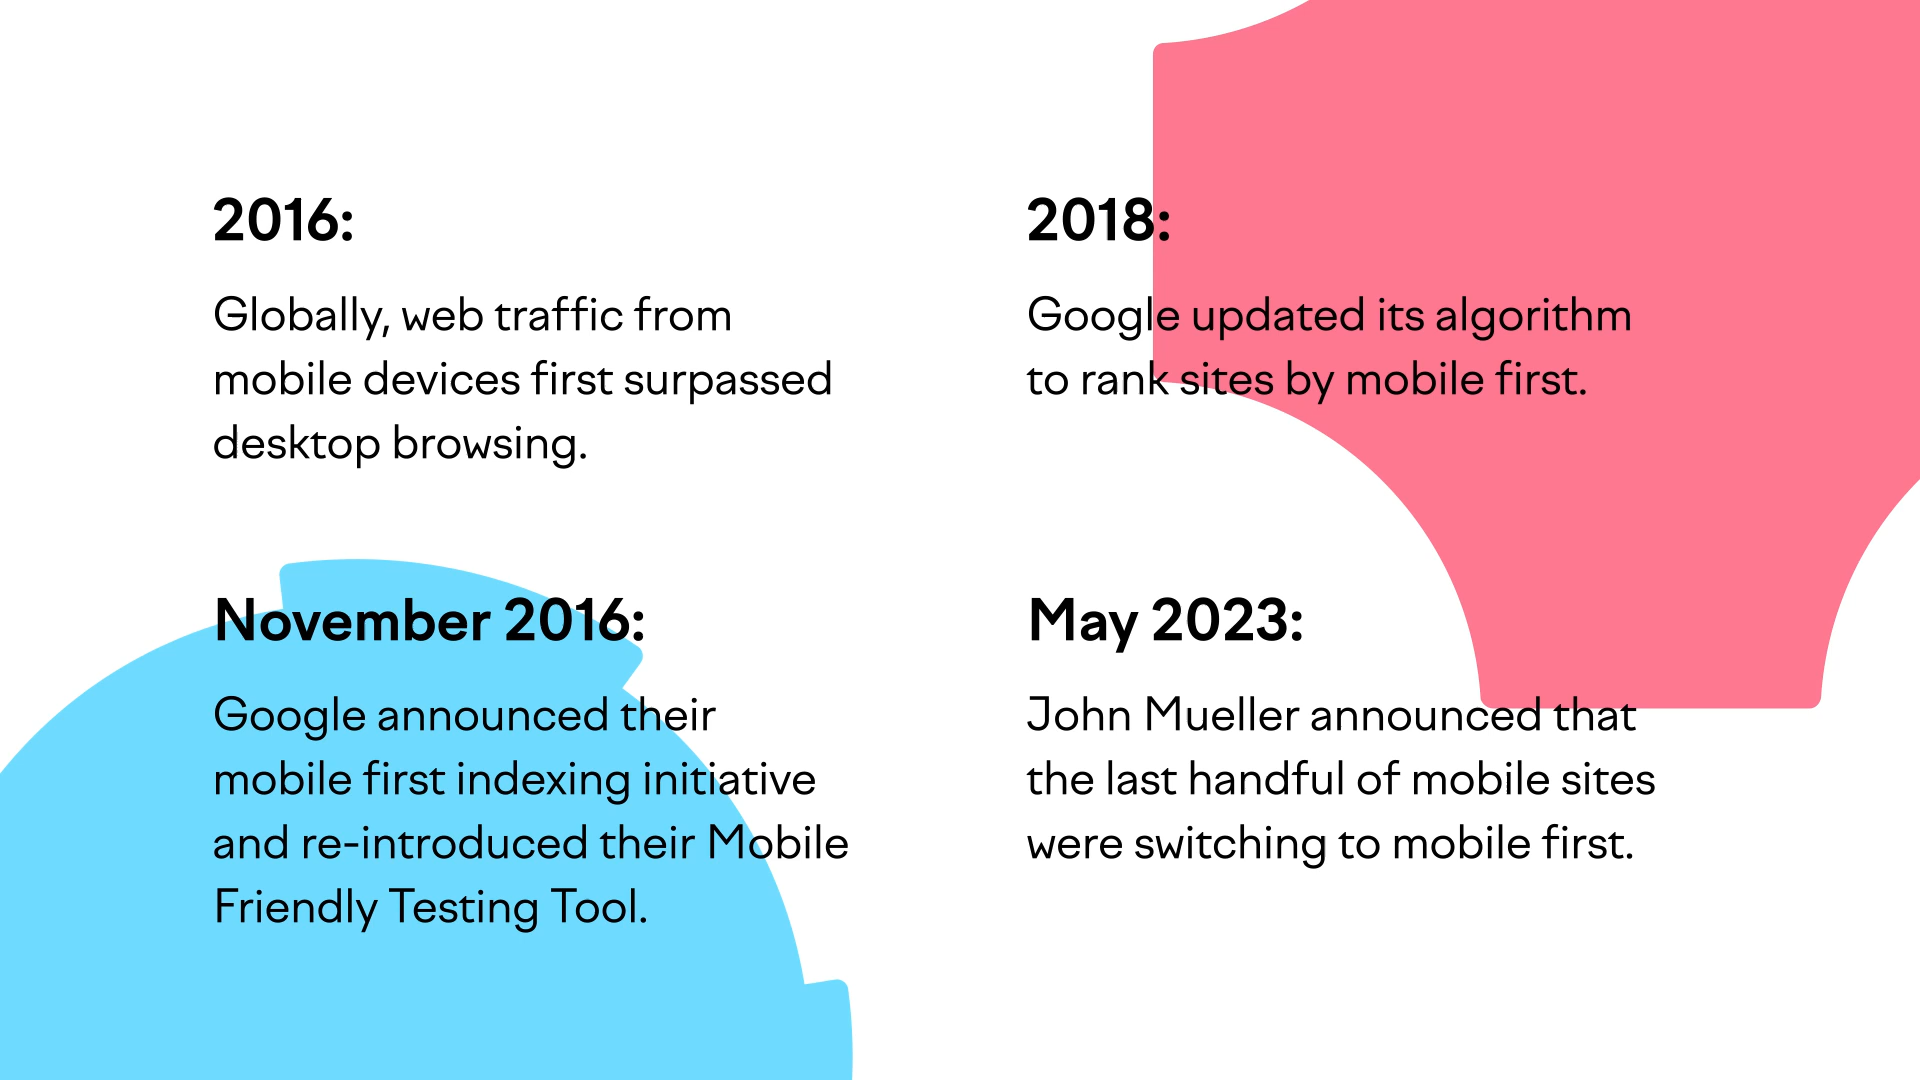 2016:
Globally, web traffic from
mobile devices first surpassed
desktop browsing.
November 2016:
Google announced their
mobile first indexing initiative
and re-introduced their Mobile
Friendly Testing Tool.
2018:
Google updated its algorithm
to rank sites by mobile first.
May 2023:
John Mueller announced that
the last handful of mobile sites
were switching to mobile first.